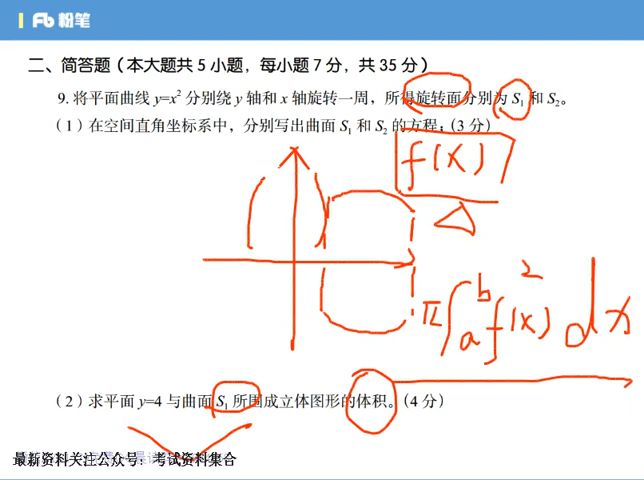 粉笔
二、简答题（本大题共 5 小题，每小题 7 分，共 35 分）
9. 将平面曲线 y=x² 分别绕 y 轴和 x 轴旋转一周，所得旋转面分别为 S₁ 和 S₂。
（1）在空间直角坐标系中，分别写出曲面 S₁ 和 S₂ 的方程；（3 分）
f(x)
π∫ₐᵇ f²(x) dx
（2）求平面 y=4 与曲面 S₁ 所围成立体图形的体积。（4 分）
最新资料关注公众号：考试资料集合